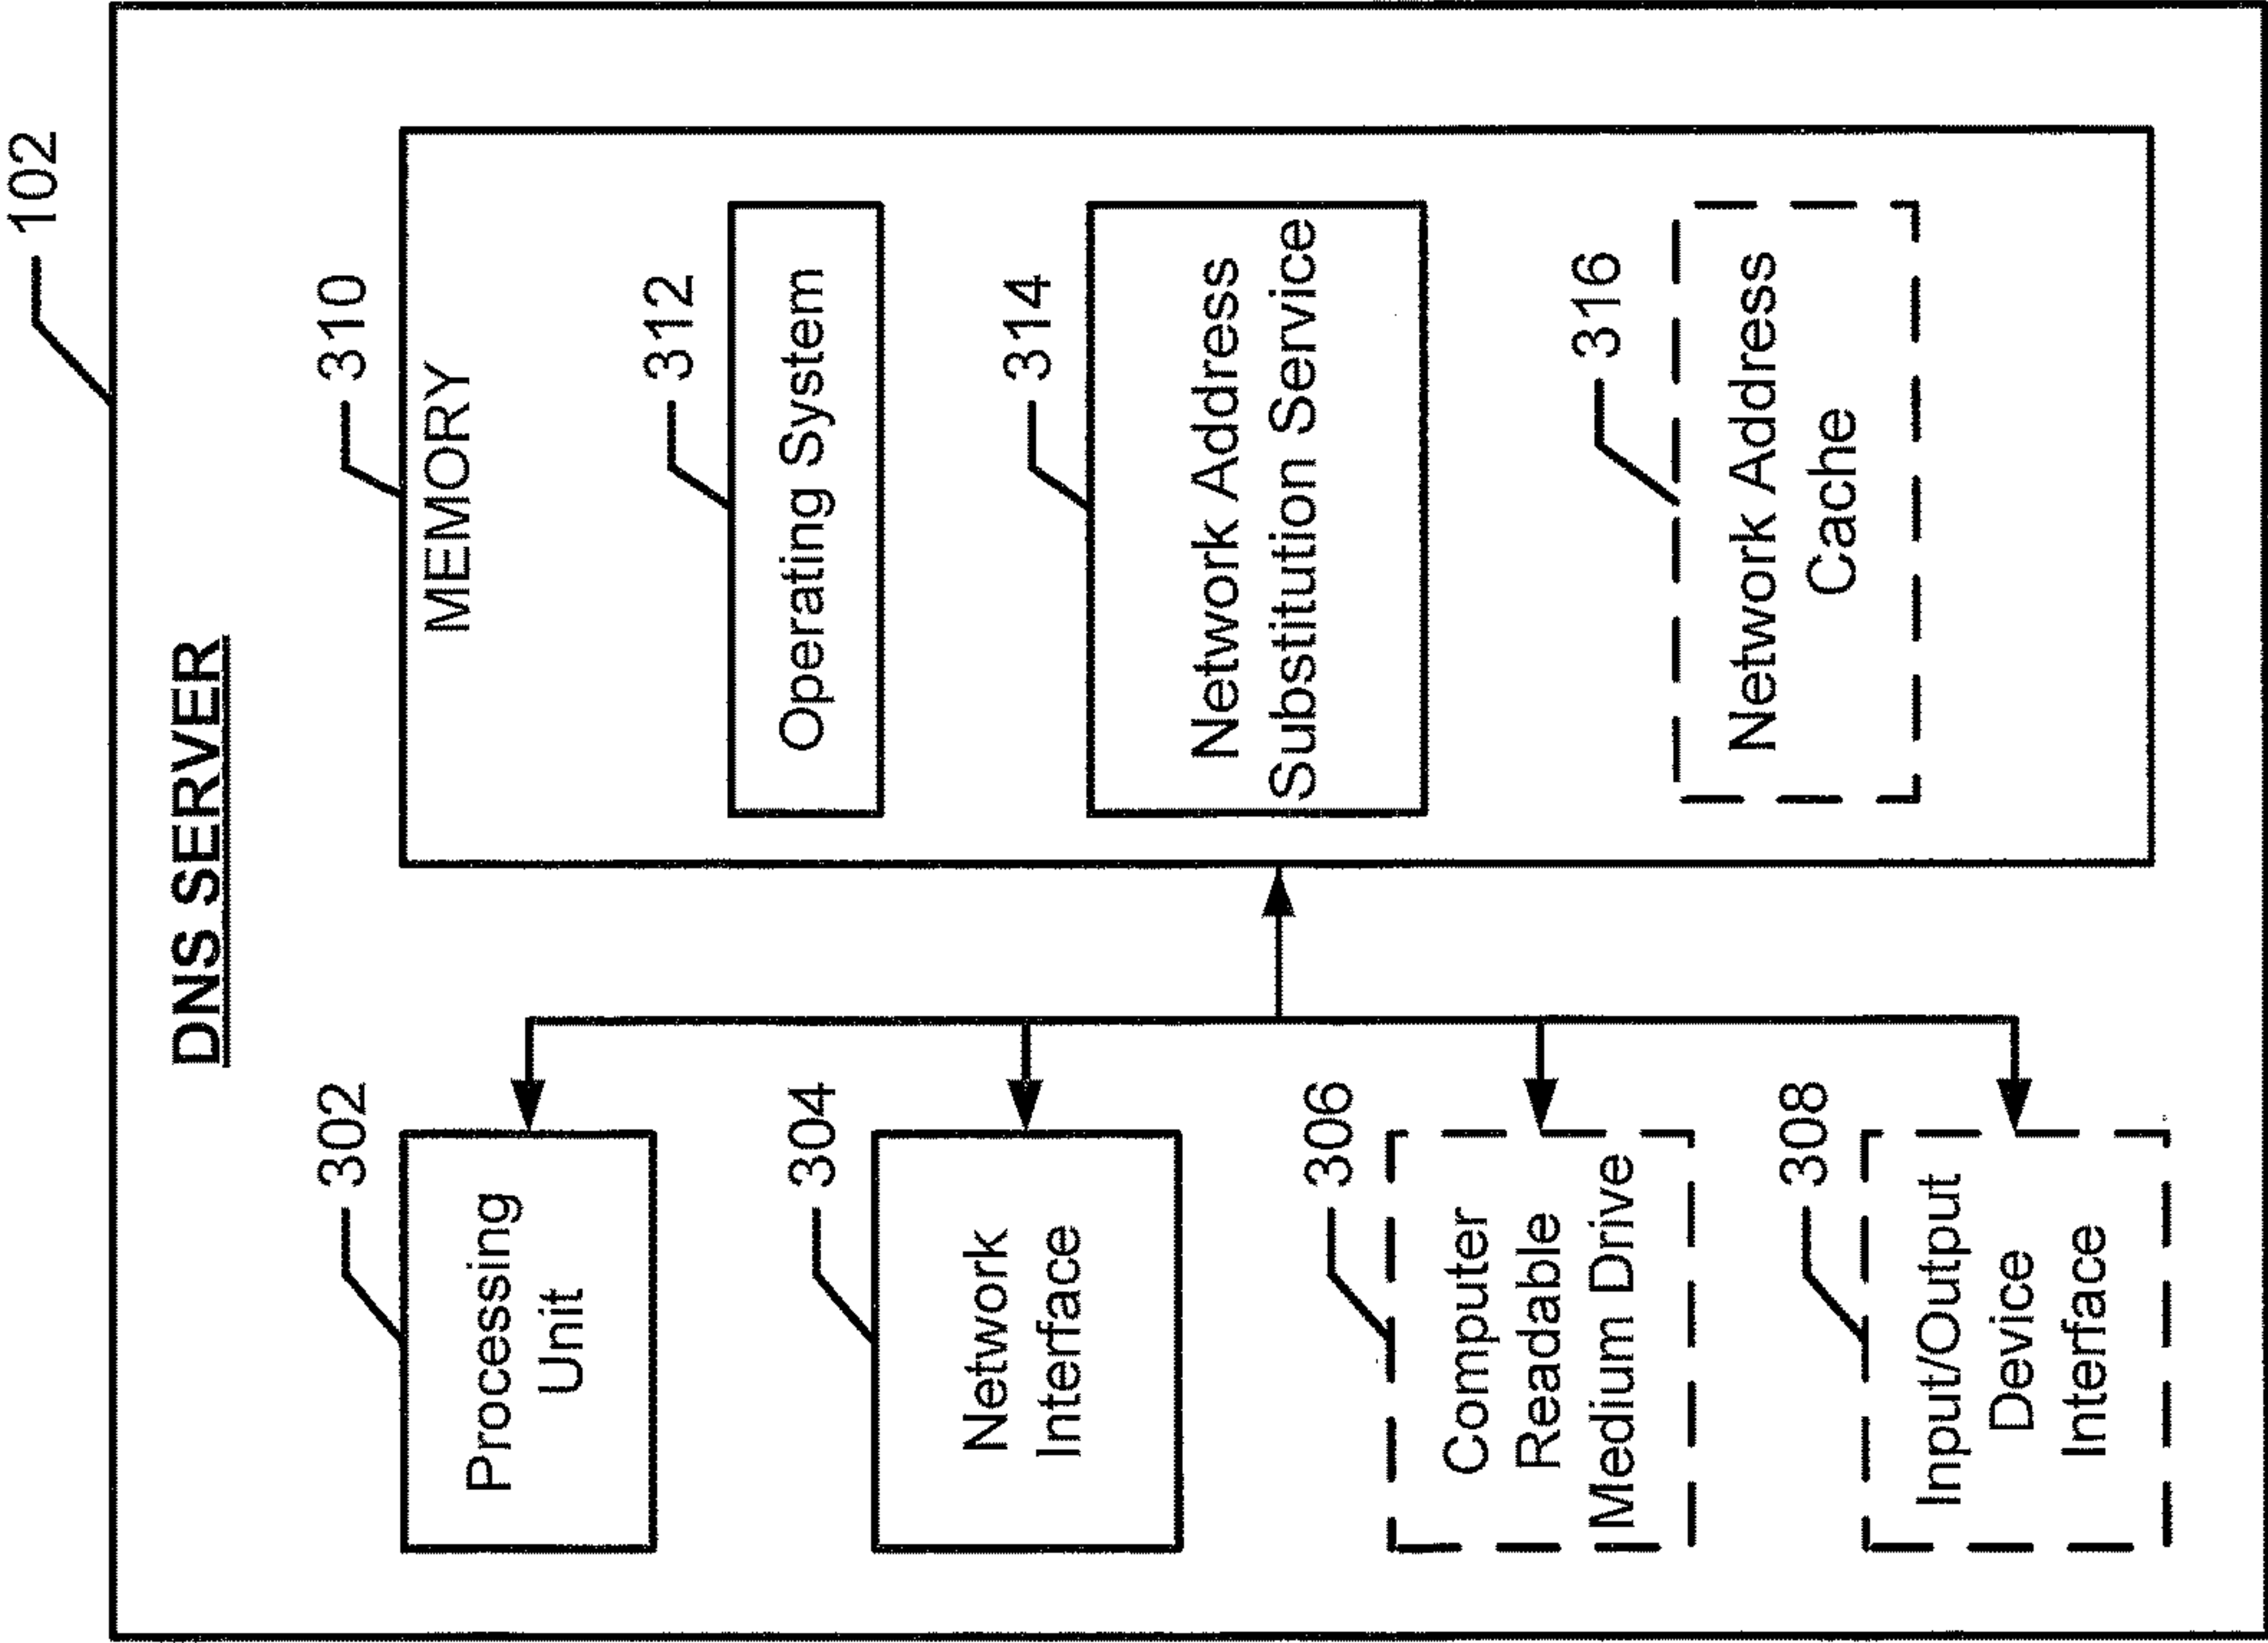 102
DNS SERVER
302
Processing
Unit
304
Network
Interface
306
Computer
Readable
Medium Drive
308
Input/Output
Device
Interface
310
MEMORY
312
Operating System
314
Network Address
Substitution Service
316
Network Address
Cache